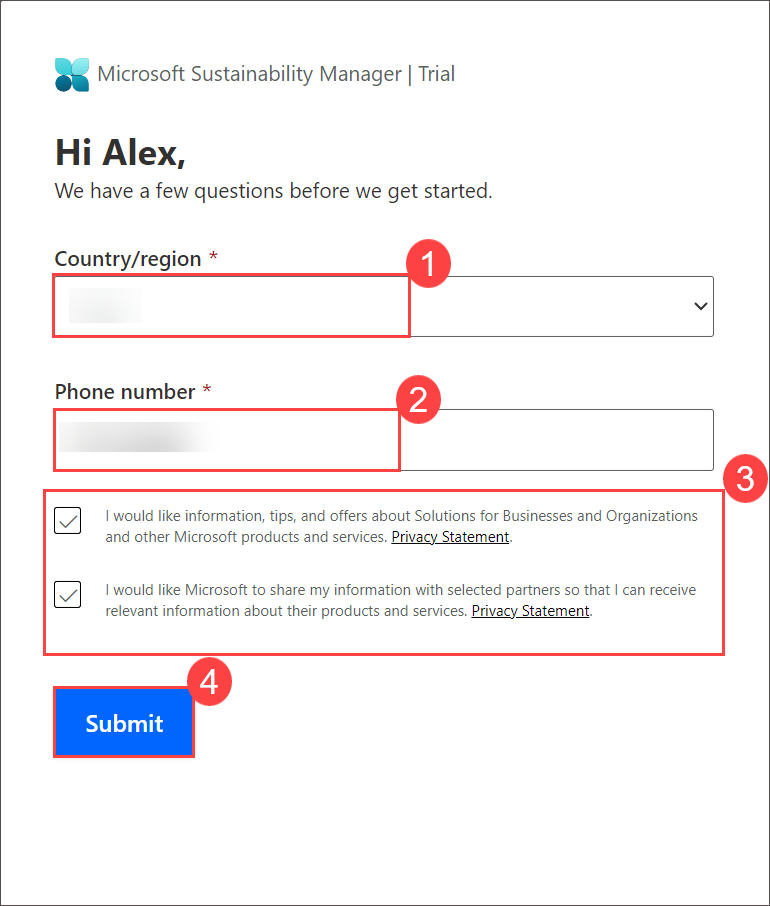 Microsoft Sustainability Manager | Trial
Hi Alex,
We have a few questions before we get started.
Country/region *
1
Phone number *
2
3
I would like information, tips, and offers about Solutions for Businesses and Organizations
and other Microsoft products and services. Privacy Statement.
I would like Microsoft to share my information with selected partners so that I can receive
relevant information about their products and services. Privacy Statement.
4
Submit